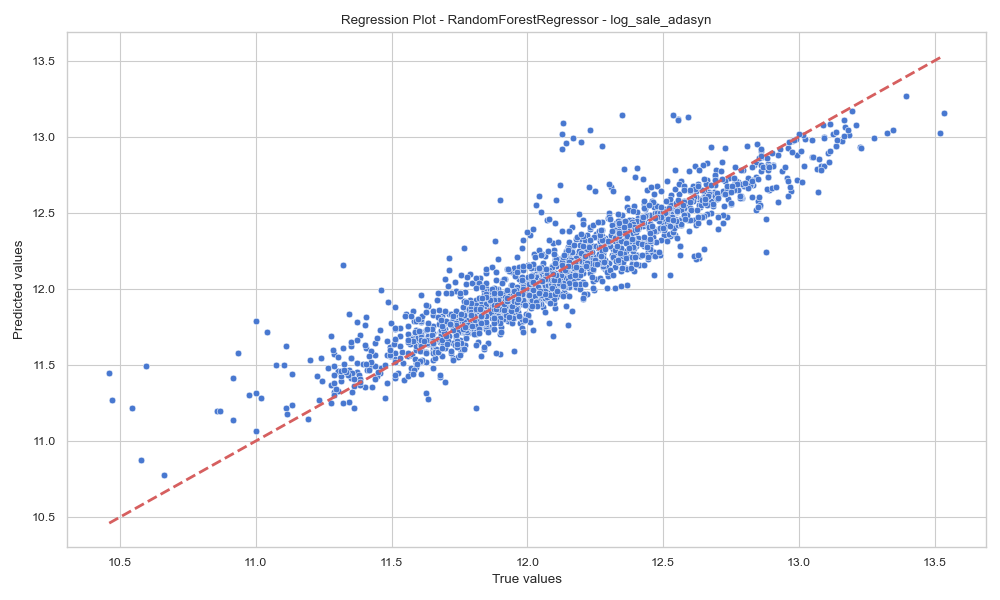 Regression Plot - RandomForestRegressor - log_sale_adasyn
Predicted values
13.5
13.0
12.5
12.0
11.5
11.0
10.5
10.5 11.0 11.5 12.0 12.5 13.0 13.5
True values